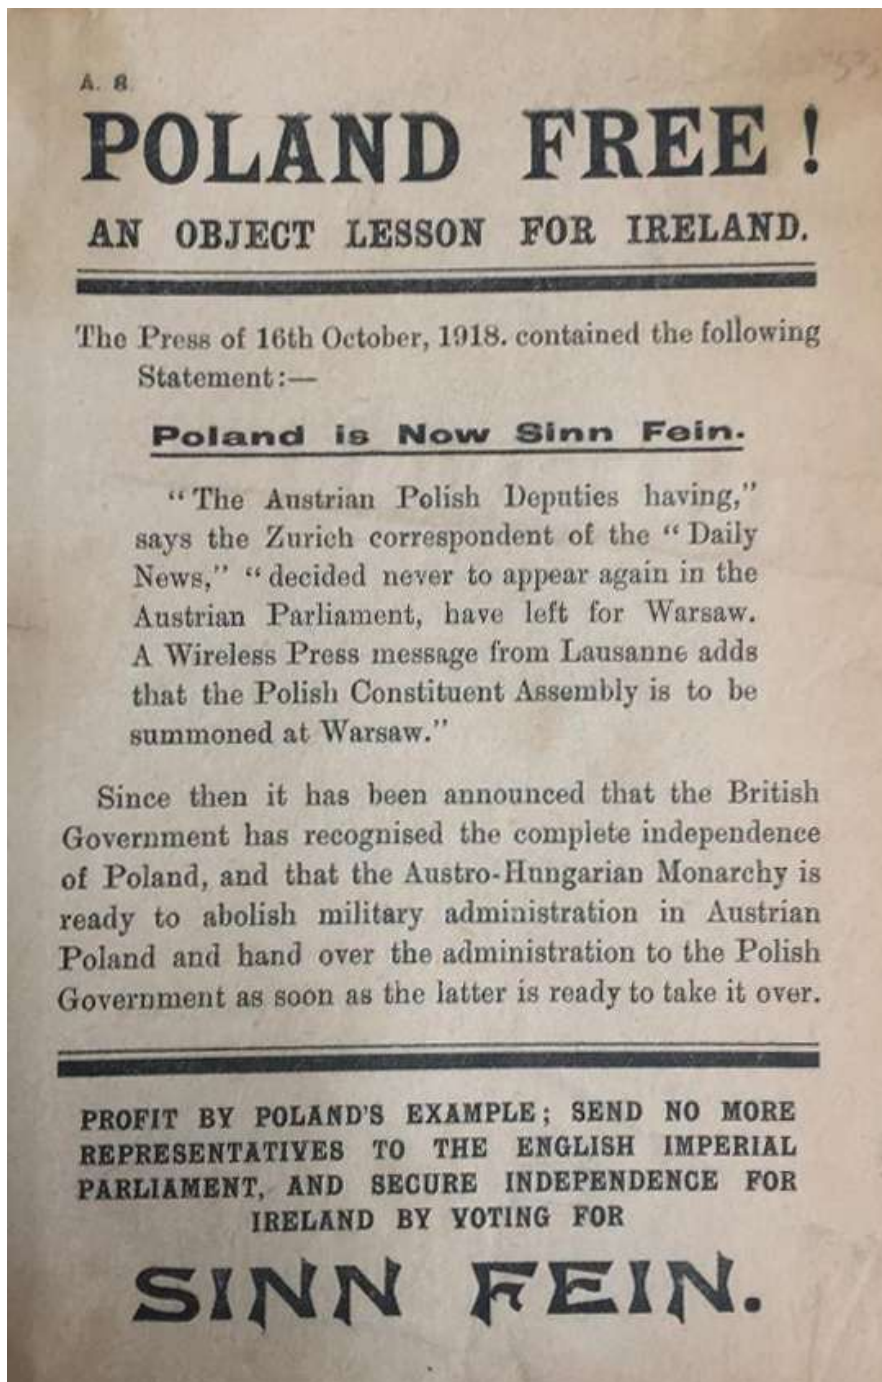 A. 8
POLAND FREE!
AN OBJECT LESSON FOR IRELAND.
The Press of 16th October, 1918. contained the following
Statement:—
Poland is Now Sinn Fein.
"The Austrian Polish Deputies having,"
says the Zurich correspondent of the "Daily
News," "decided never to appear again in the
Austrian Parliament, have left for Warsaw.
A Wireless Press message from Lausanne adds
that the Polish Constituent Assembly is to be
summoned at Warsaw."
Since then it has been announced that the British
Government has recognised the complete independence
of Poland, and that the Austro-Hungarian Monarchy is
ready to abolish military administration in Austrian
Poland and hand over the administration to the Polish
Government as soon as the latter is ready to take it over.
PROFIT BY POLAND'S EXAMPLE; SEND NO MORE
REPRESENTATIVES TO THE ENGLISH IMPERIAL
PARLIAMENT, AND SECURE INDEPENDENCE FOR
IRELAND BY VOTING FOR
SINN FEIN.